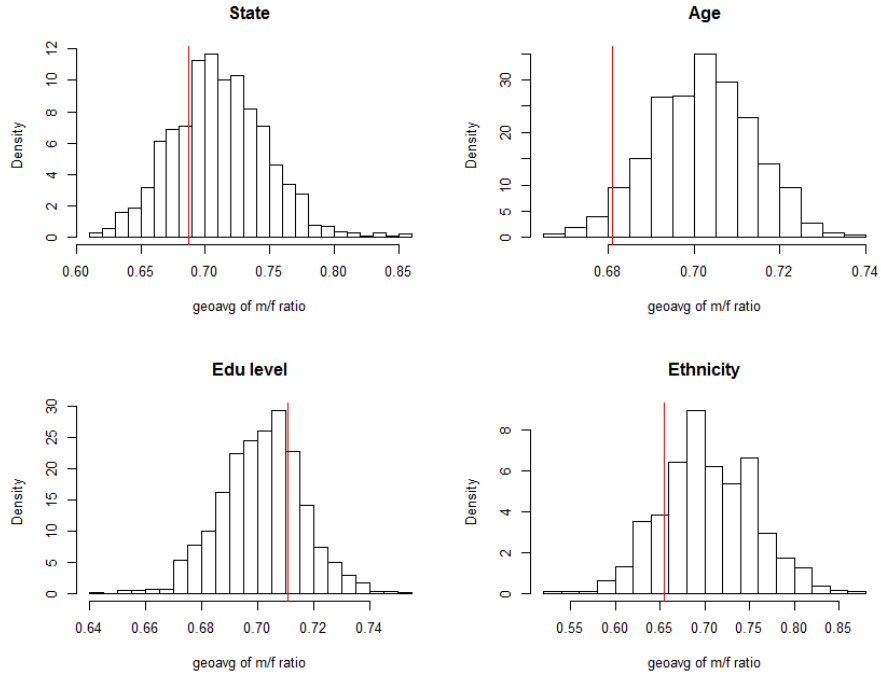 State
Density
12
10
8
6
4
2
0
0.60 0.65 0.70 0.75 0.80 0.85
geoavg of m/f ratio
Age
Density
30
20
10
5
0
0.68 0.70 0.72 0.74
geoavg of m/f ratio
Edu level
Density
30
25
20
15
10
5
0
0.64 0.66 0.68 0.70 0.72 0.74
geoavg of m/f ratio
Ethnicity
Density
8
6
4
2
0
0.55 0.60 0.65 0.70 0.75 0.80 0.85
geoavg of m/f ratio